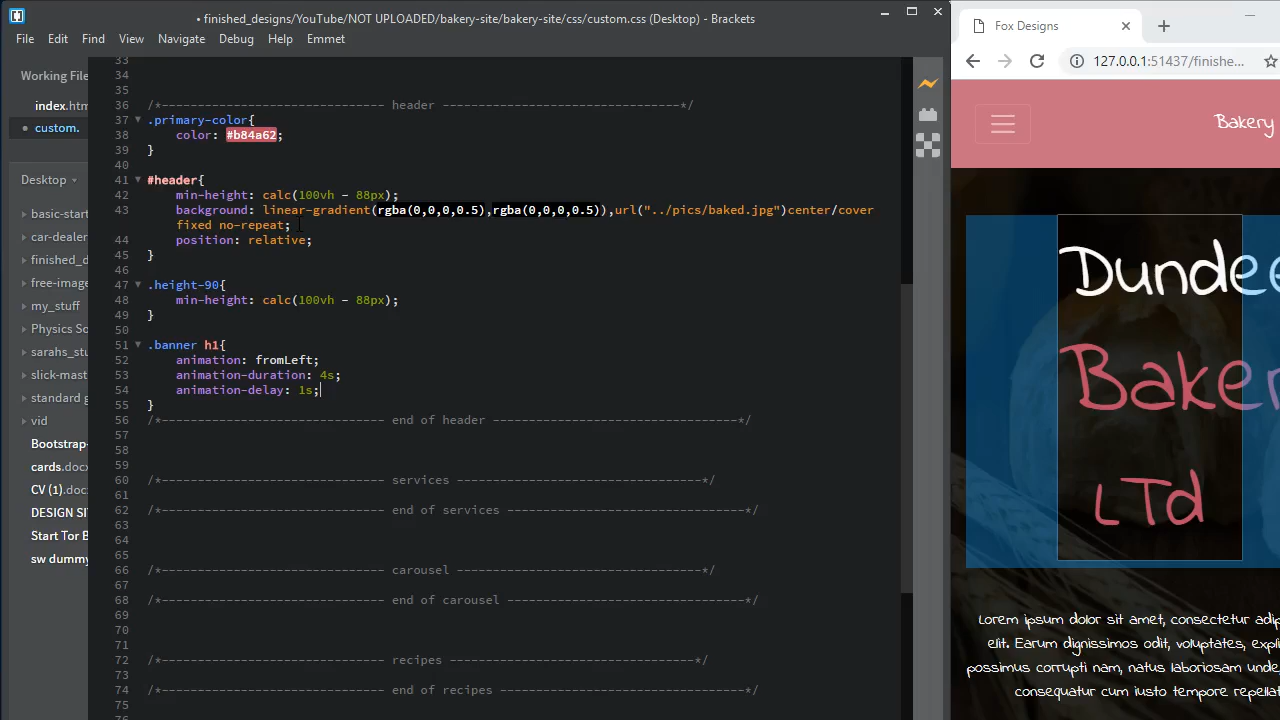 • finished_designs/YouTube/NOT UPLOADED/bakery-site/bakery-site/css/custom.css (Desktop) - Brackets
File Edit Find View Navigate Debug Help Emmet
Working File
index.htm
• custom.
Desktop
basic-start
car-dealer
finished_d
free-image
my_stuff
Physics So
sarahs_stu
slick-mast
standard g
vid
Bootstrap-
cards.docx
CV (1).doc
DESIGN SIT
Start Tor B
sw dummy
33
34
35
36 /*------------------------------- header ---------------------------------*/
37 .primary-color{
38 color: #b84a62;
39 }
40
41 #header{
42 min-height: calc(100vh - 88px);
43 background: linear-gradient(rgba(0,0,0,0.5),rgba(0,0,0,0.5)),url("../pics/baked.jpg")center/cover
fixed no-repeat;
44 position: relative;
45 }
46
47 .height-90{
48 min-height: calc(100vh - 88px);
49 }
50
51 .banner h1{
52 animation: fromLeft;
53 animation-duration: 4s;
54 animation-delay: 1s;
55 }
56 /*------------------------------- end of header ----------------------------------*/
57
58
59
60 /*------------------------------- services -----------------------------------*/
61
62 /*------------------------------- end of services -----------------------------------*/
63
64
65
66 /*------------------------------- carousel -----------------------------------*/
67
68 /*------------------------------- end of carousel -----------------------------------*/
69
70
71
72 /*------------------------------- recipes -----------------------------------*/
73
74 /*------------------------------- end of recipes -----------------------------------*/
75
Fox Designs
127.0.0.1:51437/finishe...
Bakery
Dundee
Baker
LTd
Lorem ipsum dolor sit amet, consectetur adip
elit. Earum dignissimos odit, voluptates, expli
possimus corrupti nam, natus laboriosam unde,
consequatur cum iusto tempore repellat